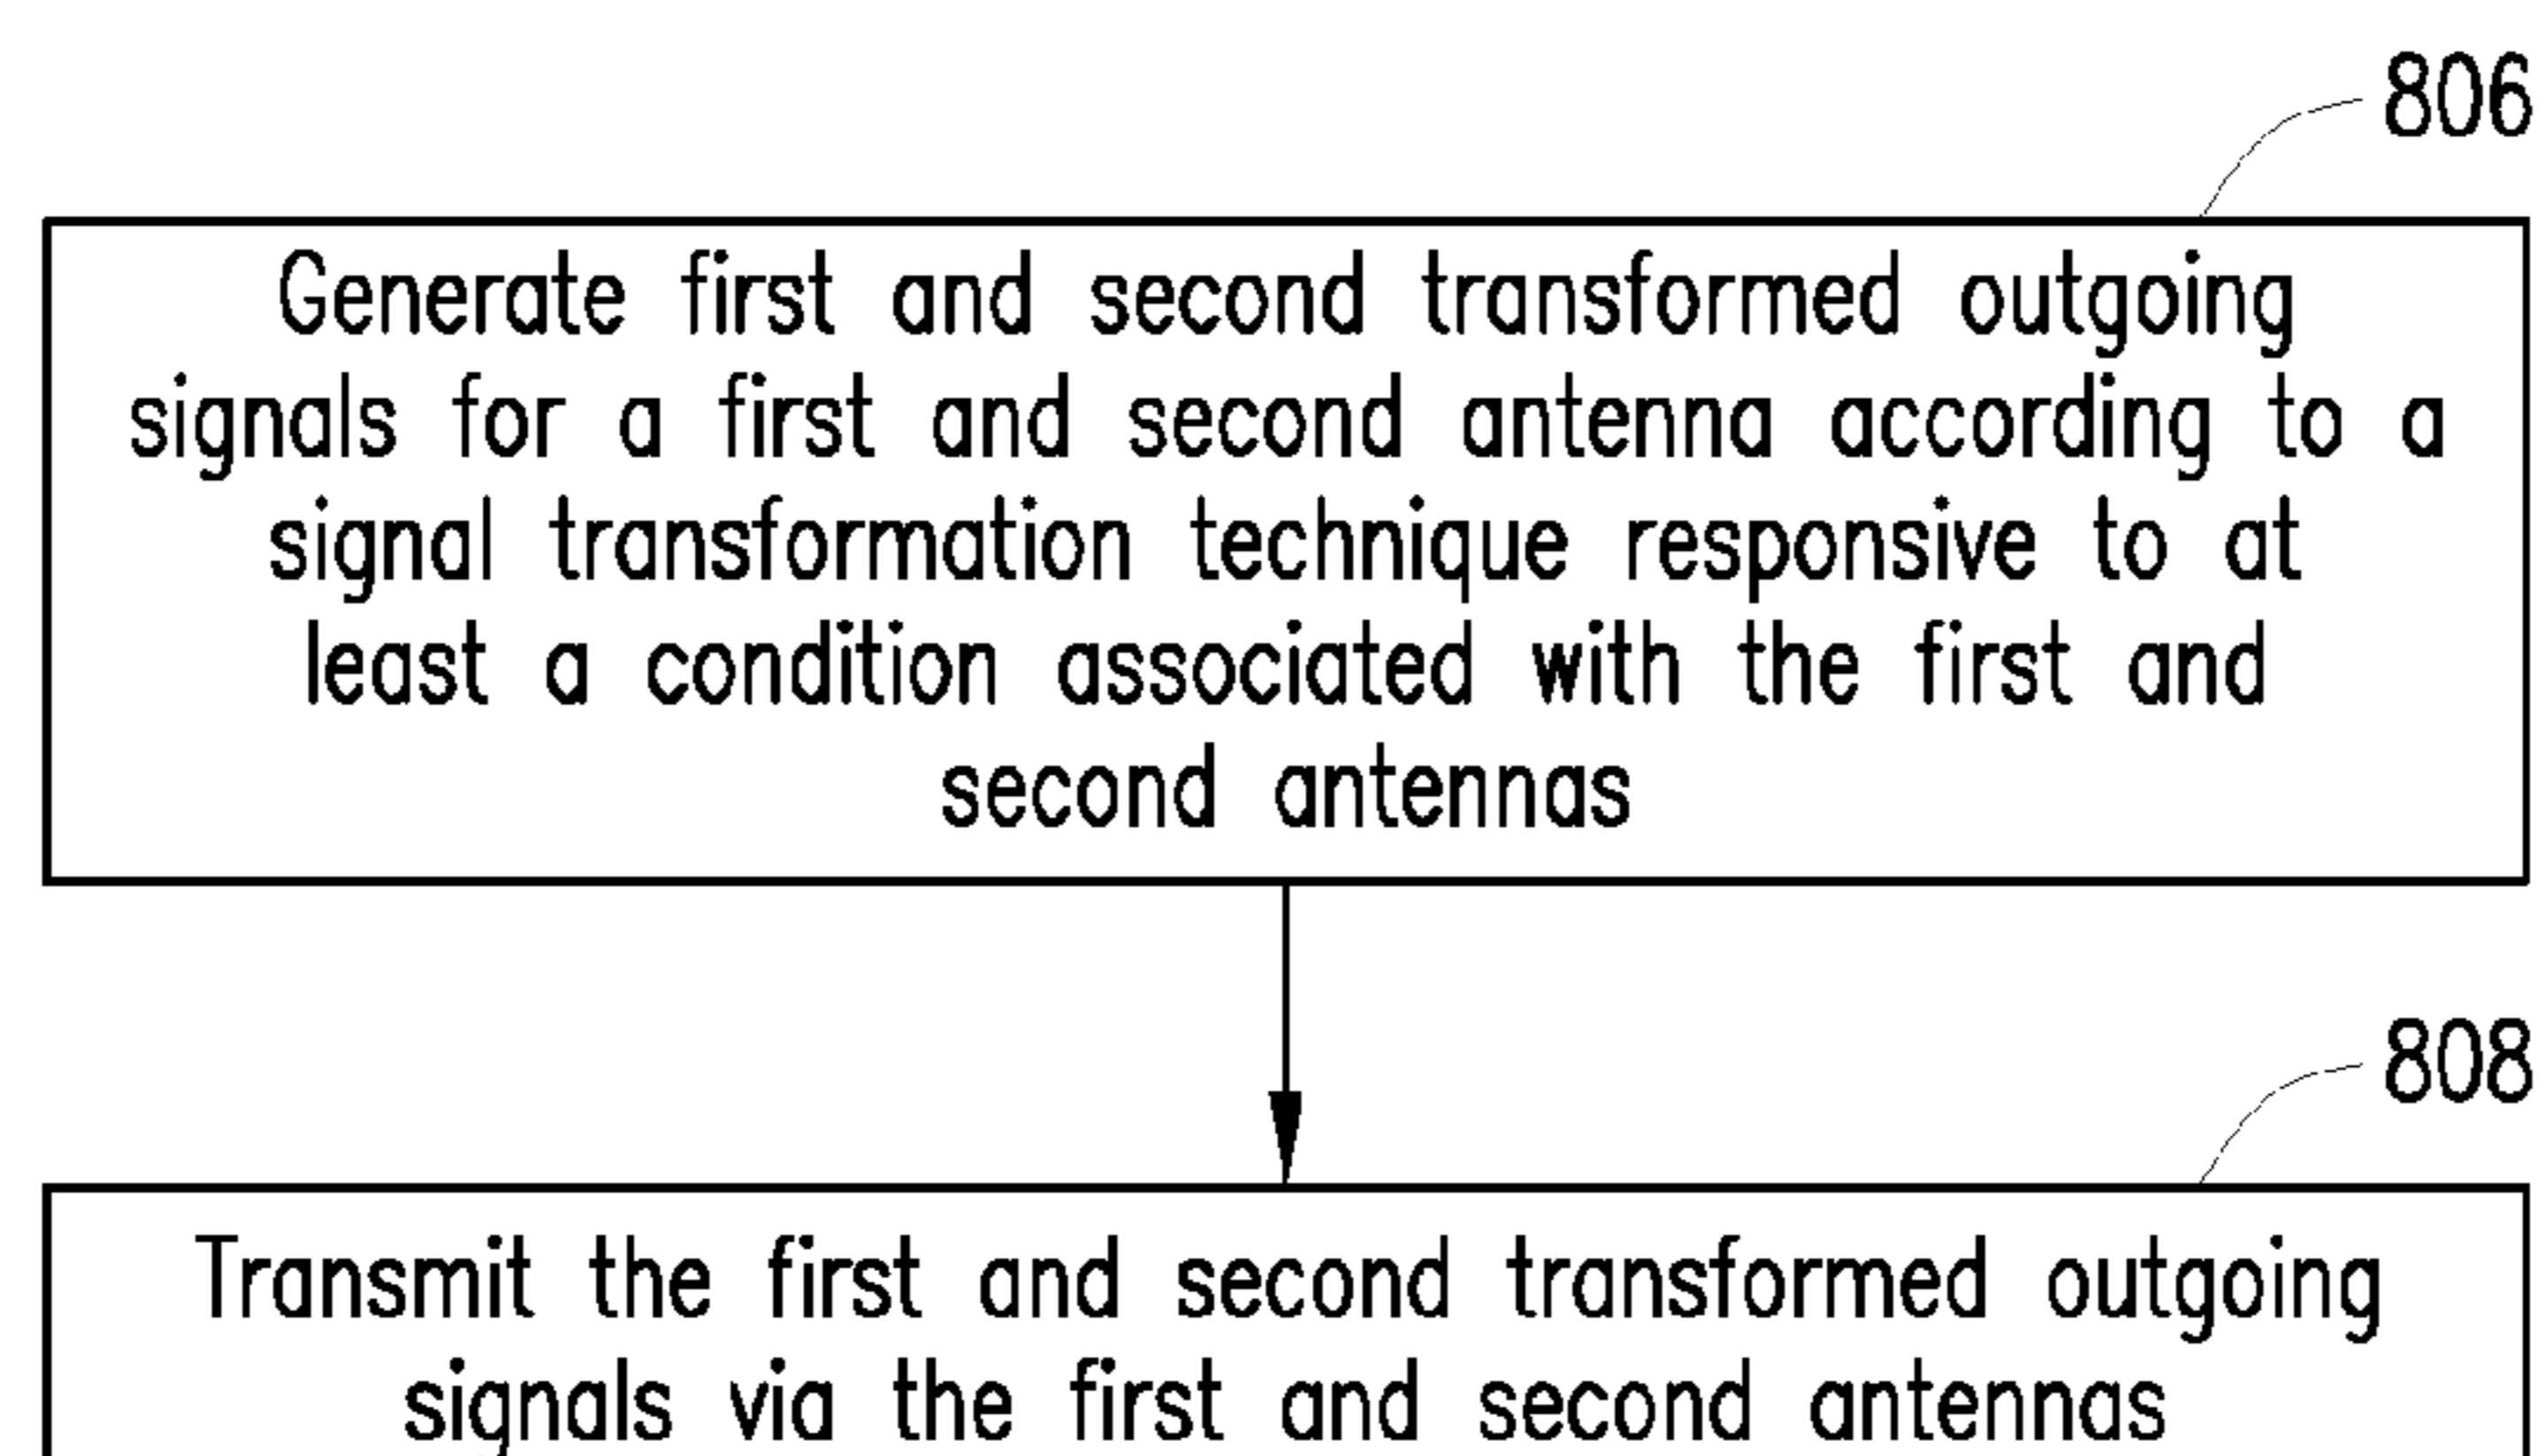 806
Generate first and second transformed outgoing
signals for a first and second antenna according to a
signal transformation technique responsive to at
least a condition associated with the first and
second antennas
808
Transmit the first and second transformed outgoing
signals via the first and second antennas